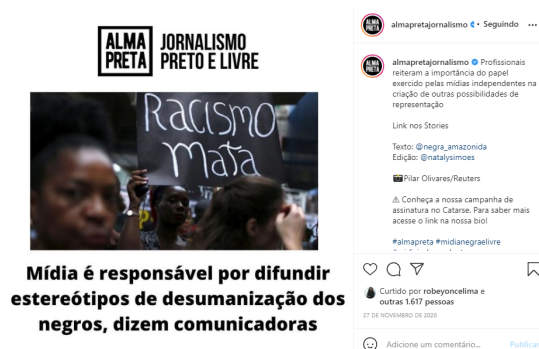 ALMA
PRETA
JORNALISMO
PRETO E LIVRE
RACISMO
MATA
Mídia é responsável por difundir
estereótipos de desumanização dos
negros, dizem comunicadoras
almapretajornalismo • Seguindo
almapretajornalismo Profissionais
reiteram a importância do papel
exercido pelas mídias independentes na
criação de outras possibilidades de
representação
Link nos Stories
Texto: @negra_amazonida
Edição: @natalysimoes
📷Pilar Olivares/Reuters
⚠ Conheça a nossa campanha de
assinatura no Catarse. Para saber mais
acesse o link na nossa bio!
#almapreta #midianegraelivre
Curtido por robeyoncelima e
outras 1.617 pessoas
27 DE NOVEMBRO DE 2020
Adicione um comentário... Publicar